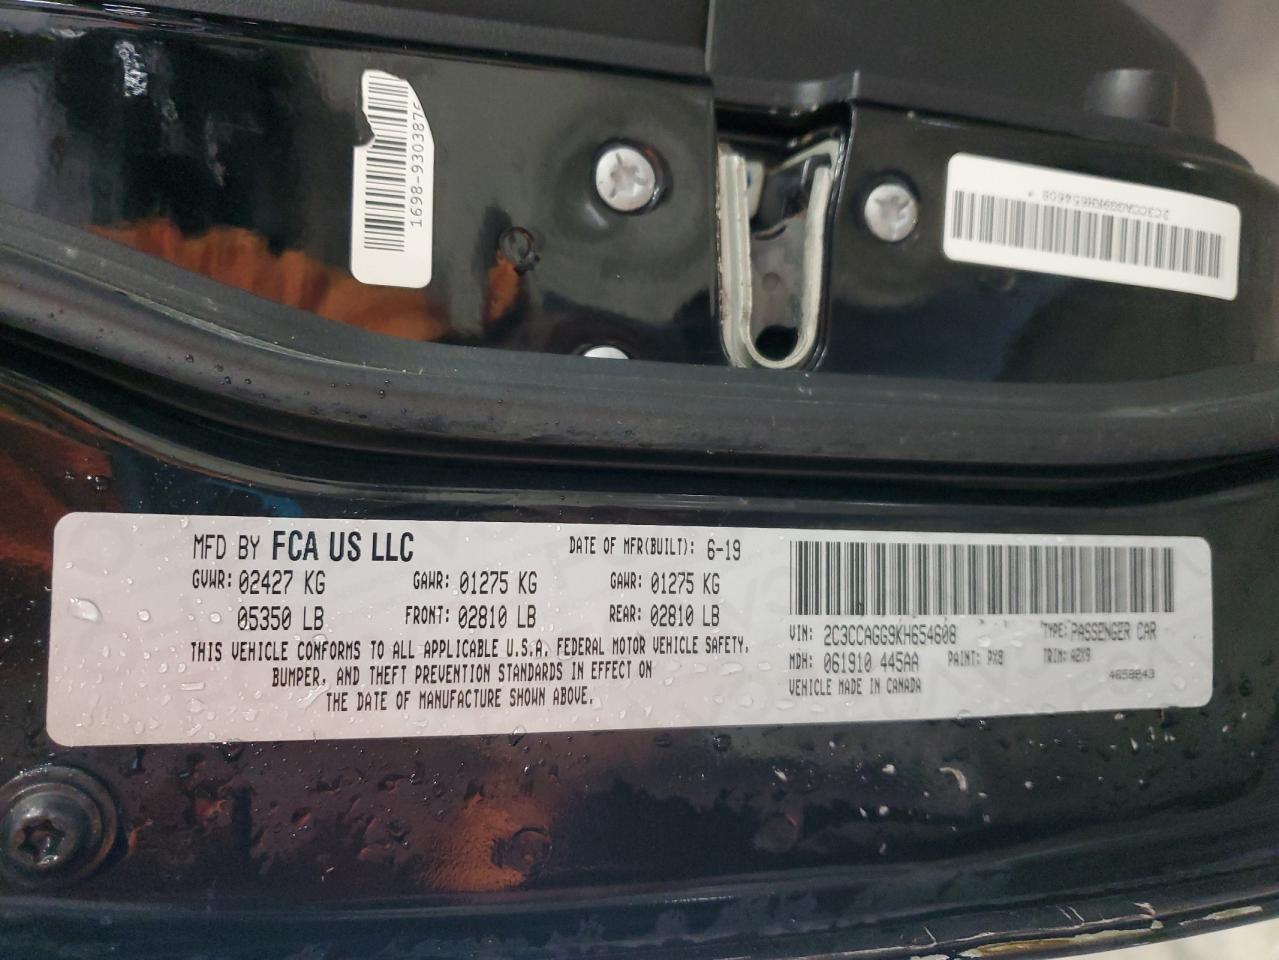 1698-930387
2C3CCAGG9KH654608 *
MFD BY FCA US LLC DATE OF MFR(BUILT): 6-19
GVWR: 02427 KG GAWR: 01275 KG GAWR: 01275 KG
05350 LB FRONT: 02810 LB REAR: 02810 LB
THIS VEHICLE CONFORMS TO ALL APPLICABLE U.S.A. FEDERAL MOTOR VEHICLE SAFETY,
BUMPER, AND THEFT PREVENTION STANDARDS IN EFFECT ON
THE DATE OF MANUFACTURE SHOWN ABOVE.
VIN: 2C3CCAGG9KH654608 TYPE: PASSENGER CAR
MDH: 061910 445AA PAINT: PX8 TRIM: A2X9
VEHICLE MADE IN CANADA